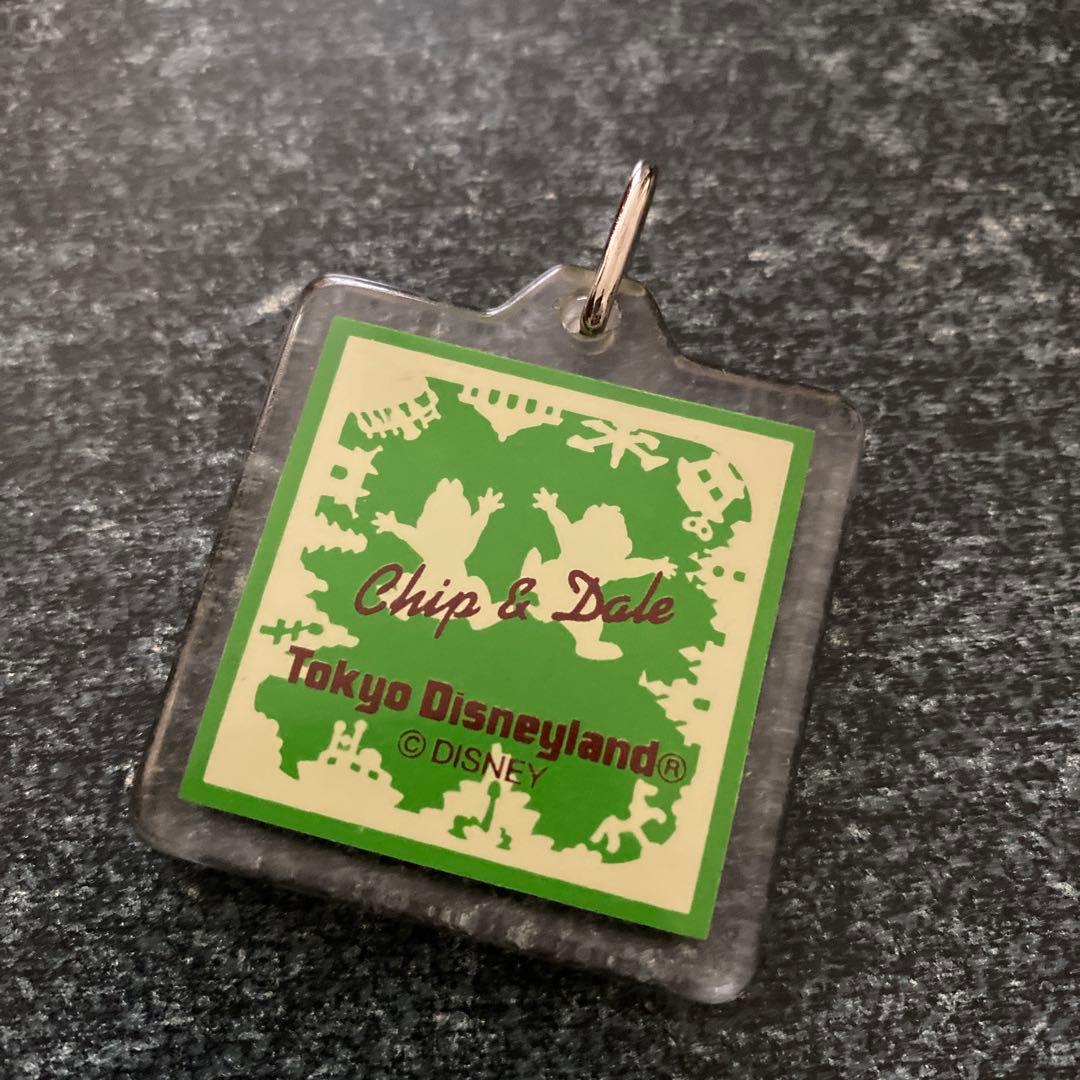 Chip & Dale
Tokyo Disneyland®
© DISNEY